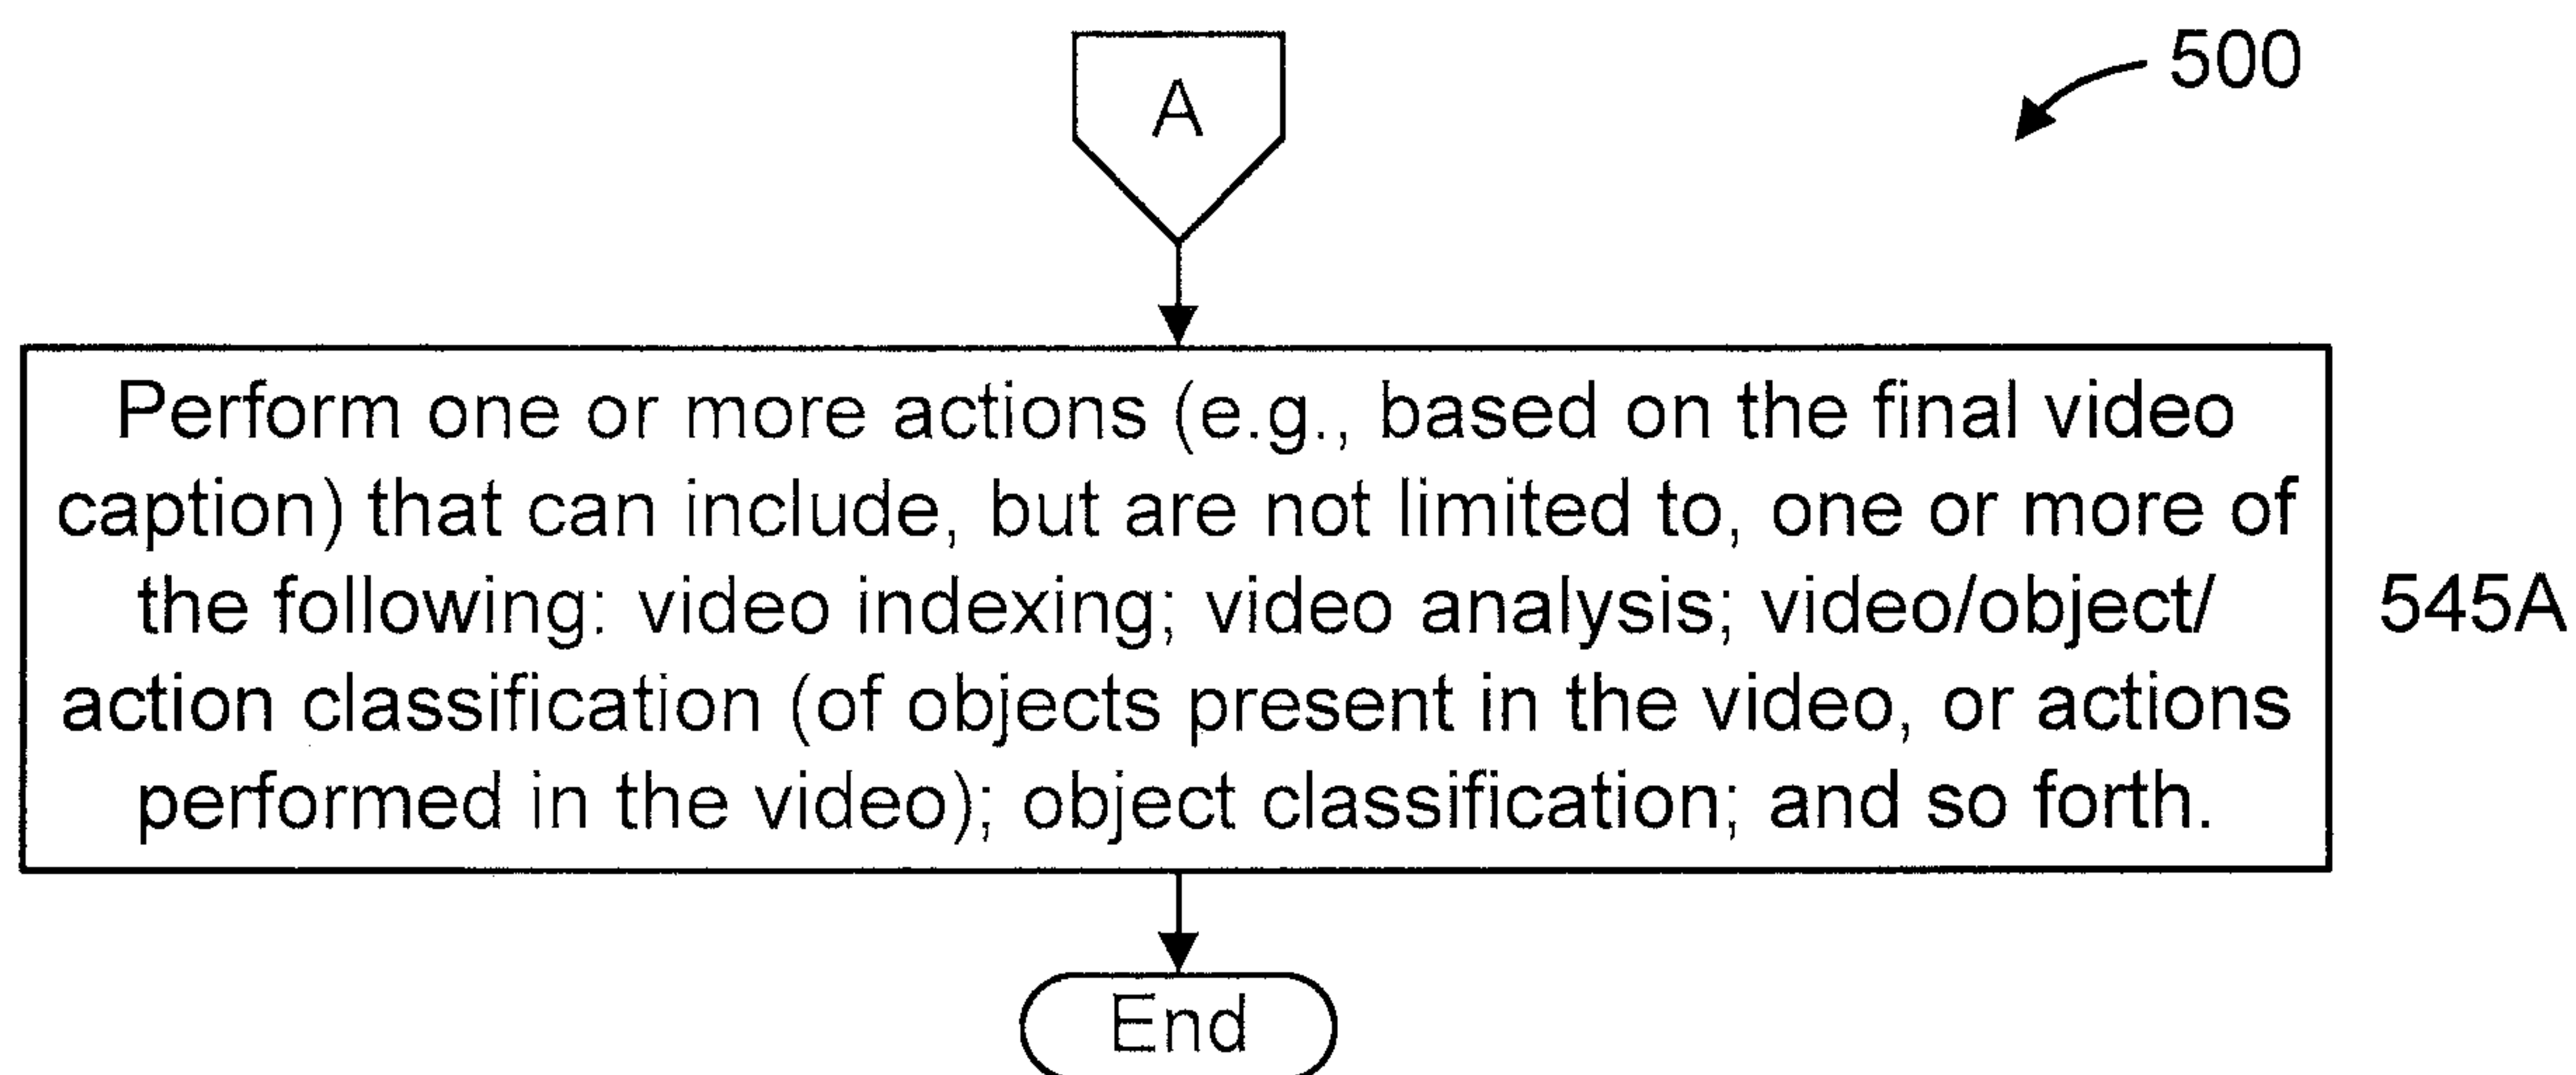 A
500
Perform one or more actions (e.g., based on the final video
caption) that can include, but are not limited to, one or more of
the following: video indexing; video analysis; video/object/
action classification (of objects present in the video, or actions
performed in the video); object classification; and so forth.
545A
End